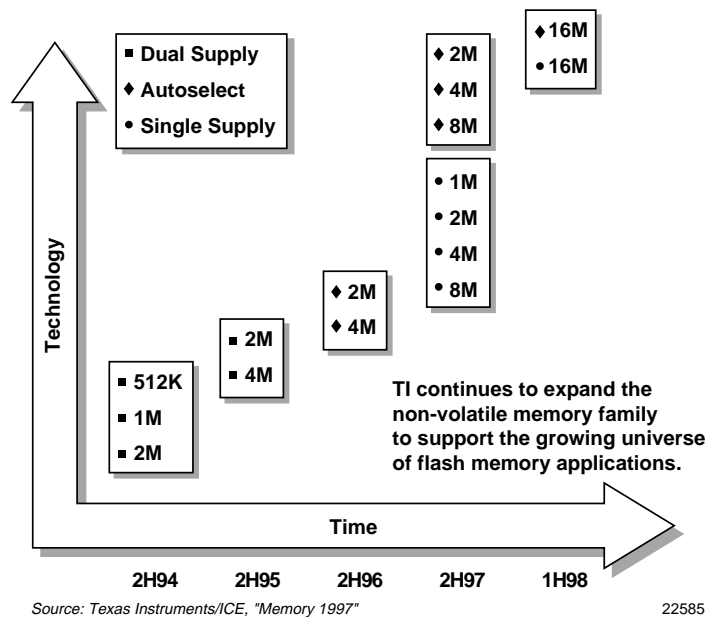 ■ Dual Supply
♦ Autoselect
• Single Supply
♦ 2M
♦ 4M
♦ 8M
♦ 16M
• 16M
• 1M
• 2M
• 4M
• 8M
♦ 2M
♦ 4M
■ 2M
■ 4M
■ 512K
■ 1M
■ 2M
Technology
TI continues to expand the
non-volatile memory family
to support the growing universe
of flash memory applications.
Time
2H94 2H95 2H96 2H97 1H98
Source: Texas Instruments/ICE, "Memory 1997" 22585